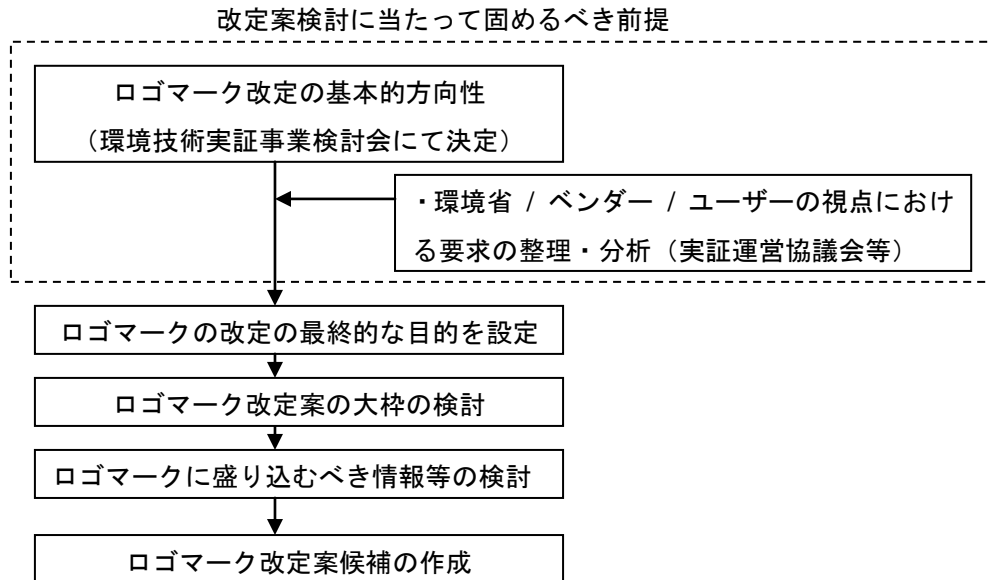 改定案検討に当たって固めるべき前提
ロゴマーク改定の基本的方向性
（環境技術実証事業検討会にて決定）
・環境省 / ベンダー / ユーザーの視点におけ
る要求の整理・分析（実証運営協議会等）
ロゴマークの改定の最終的な目的を設定
ロゴマーク改定案の大枠の検討
ロゴマークに盛り込むべき情報等の検討
ロゴマーク改定案候補の作成